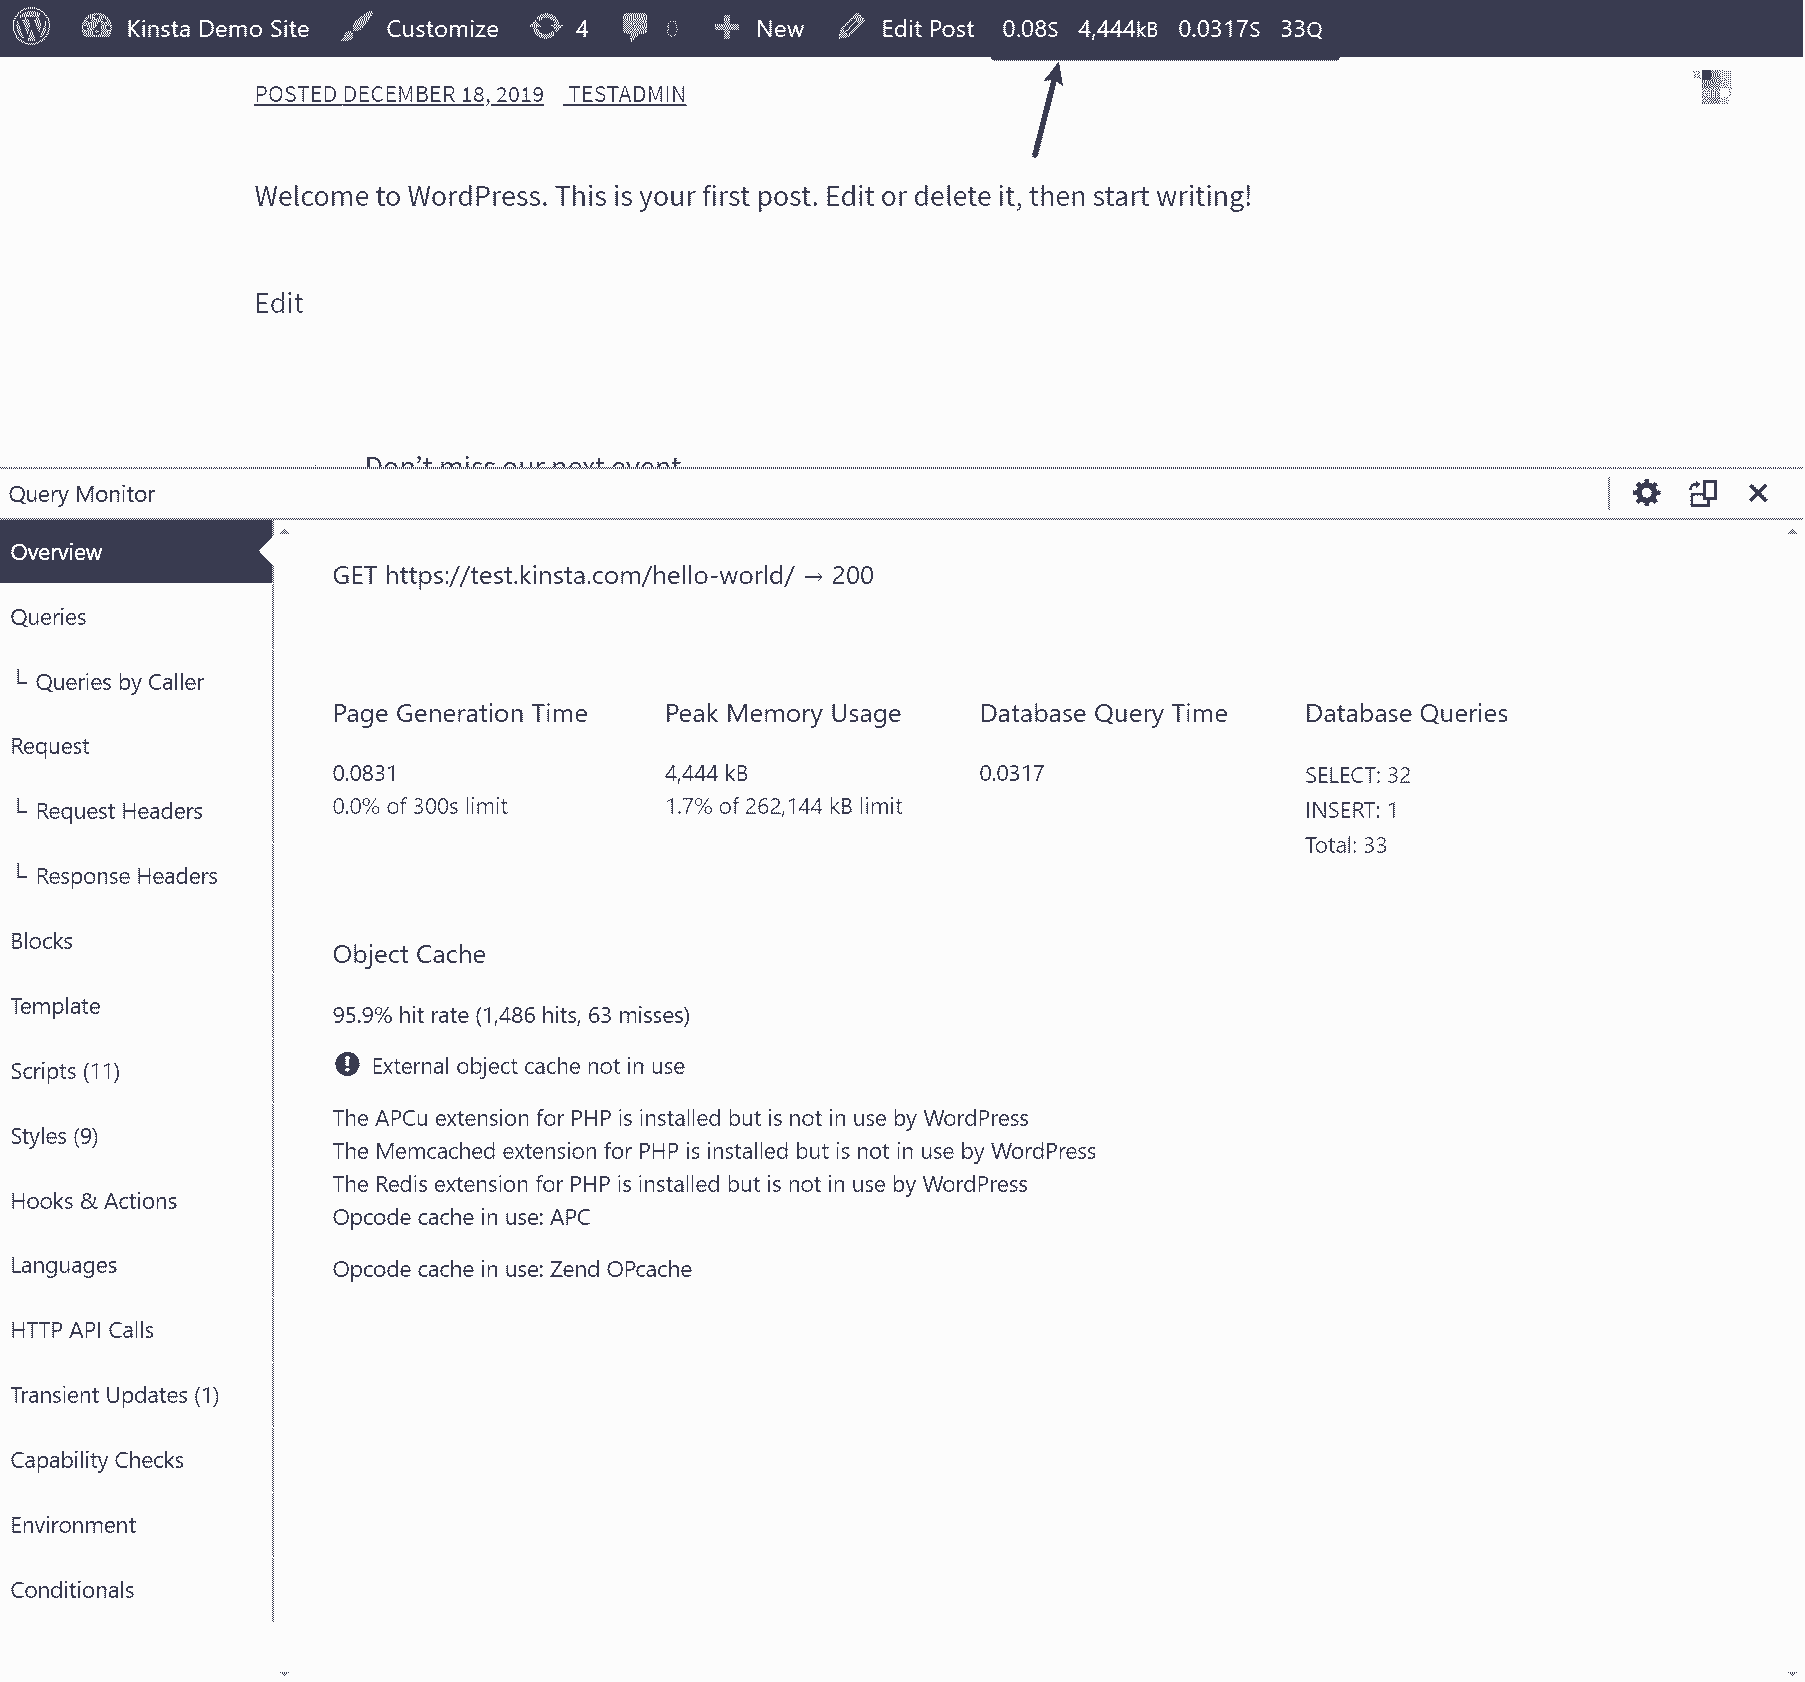 Kinsta Demo Site Customize 4 0 New Edit Post 0.08S 4,444kB 0.0317S 33Q
POSTED DECEMBER 18, 2019 TESTADMIN
Welcome to WordPress. This is your first post. Edit or delete it, then start writing!
Edit
Don't miss our next event
Query Monitor
Overview
Queries
└ Queries by Caller
Request
└ Request Headers
└ Response Headers
Blocks
Template
Scripts (11)
Styles (9)
Hooks & Actions
Languages
HTTP API Calls
Transient Updates (1)
Capability Checks
Environment
Conditionals
GET https://test.kinsta.com/hello-world/ → 200
Page Generation Time
0.0831
0.0% of 300s limit
Peak Memory Usage
4,444 kB
1.7% of 262,144 kB limit
Database Query Time
0.0317
Database Queries
SELECT: 32
INSERT: 1
Total: 33
Object Cache
95.9% hit rate (1,486 hits, 63 misses)
External object cache not in use
The APCu extension for PHP is installed but is not in use by WordPress
The Memcached extension for PHP is installed but is not in use by WordPress
The Redis extension for PHP is installed but is not in use by WordPress
Opcode cache in use: APC
Opcode cache in use: Zend OPcache